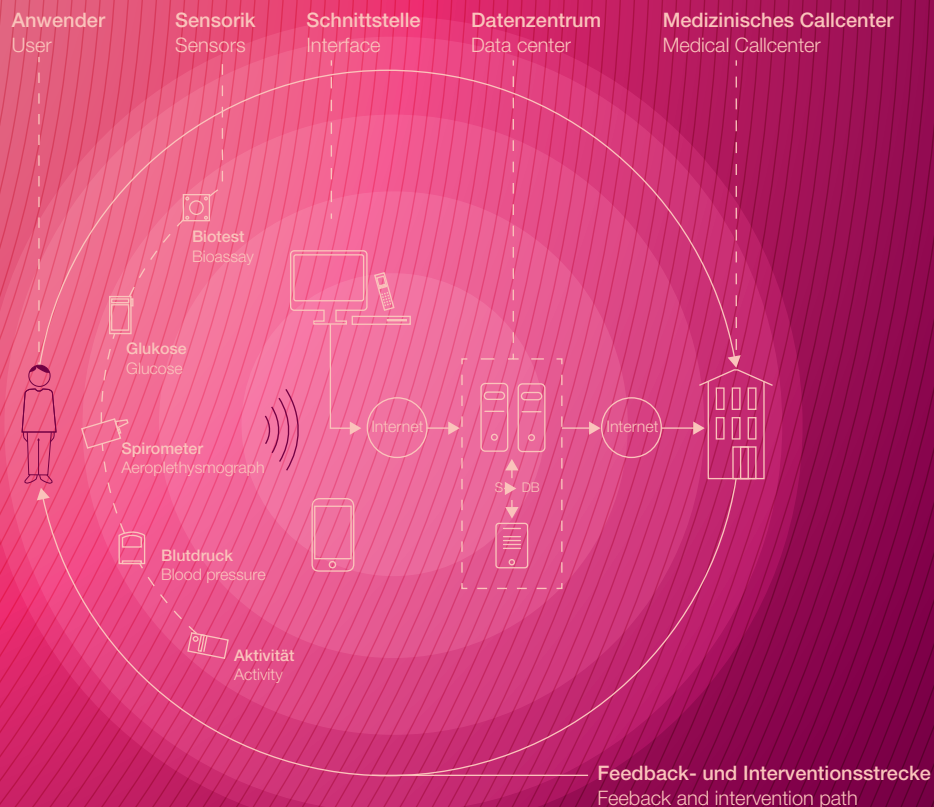 Anwender
User
Sensorik
Sensors
Schnittstelle
Interface
Datenzentrum
Data center
Medizinisches Callcenter
Medical Callcenter
Biotest
Bioassay
Glukose
Glucose
Spirometer
Aeroplethysmograph
Blutdruck
Blood pressure
Aktivität
Activity
Internet
DB
Internet
Feedback- und Interventionsstrecke
Feeback and intervention path